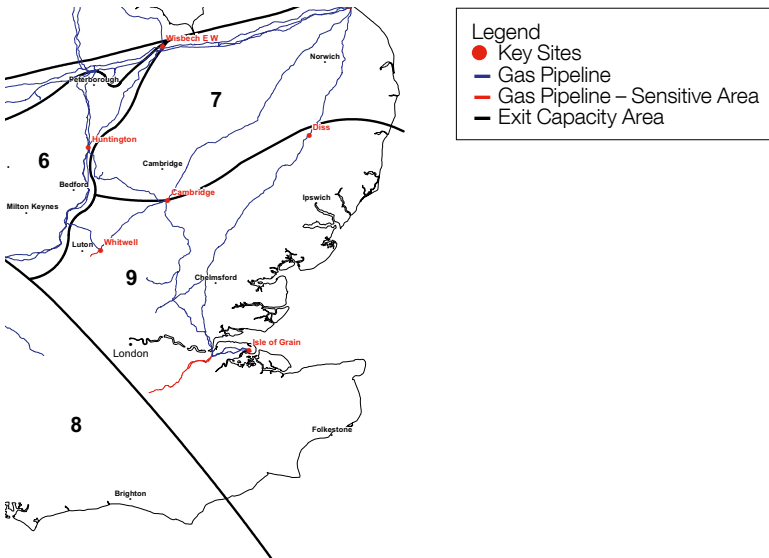 Wisbech E W
Norwich
Peterborough
7
Diss
Huntington
6
Cambridge
Bedford
Cambridge
Ipswich
Milton Keynes
Luton
Whitwell
9
Chelmsford
Isle of Grain
London
8
Folkestone
Brighton
Legend
Key Sites
Gas Pipeline
Gas Pipeline – Sensitive Area
Exit Capacity Area